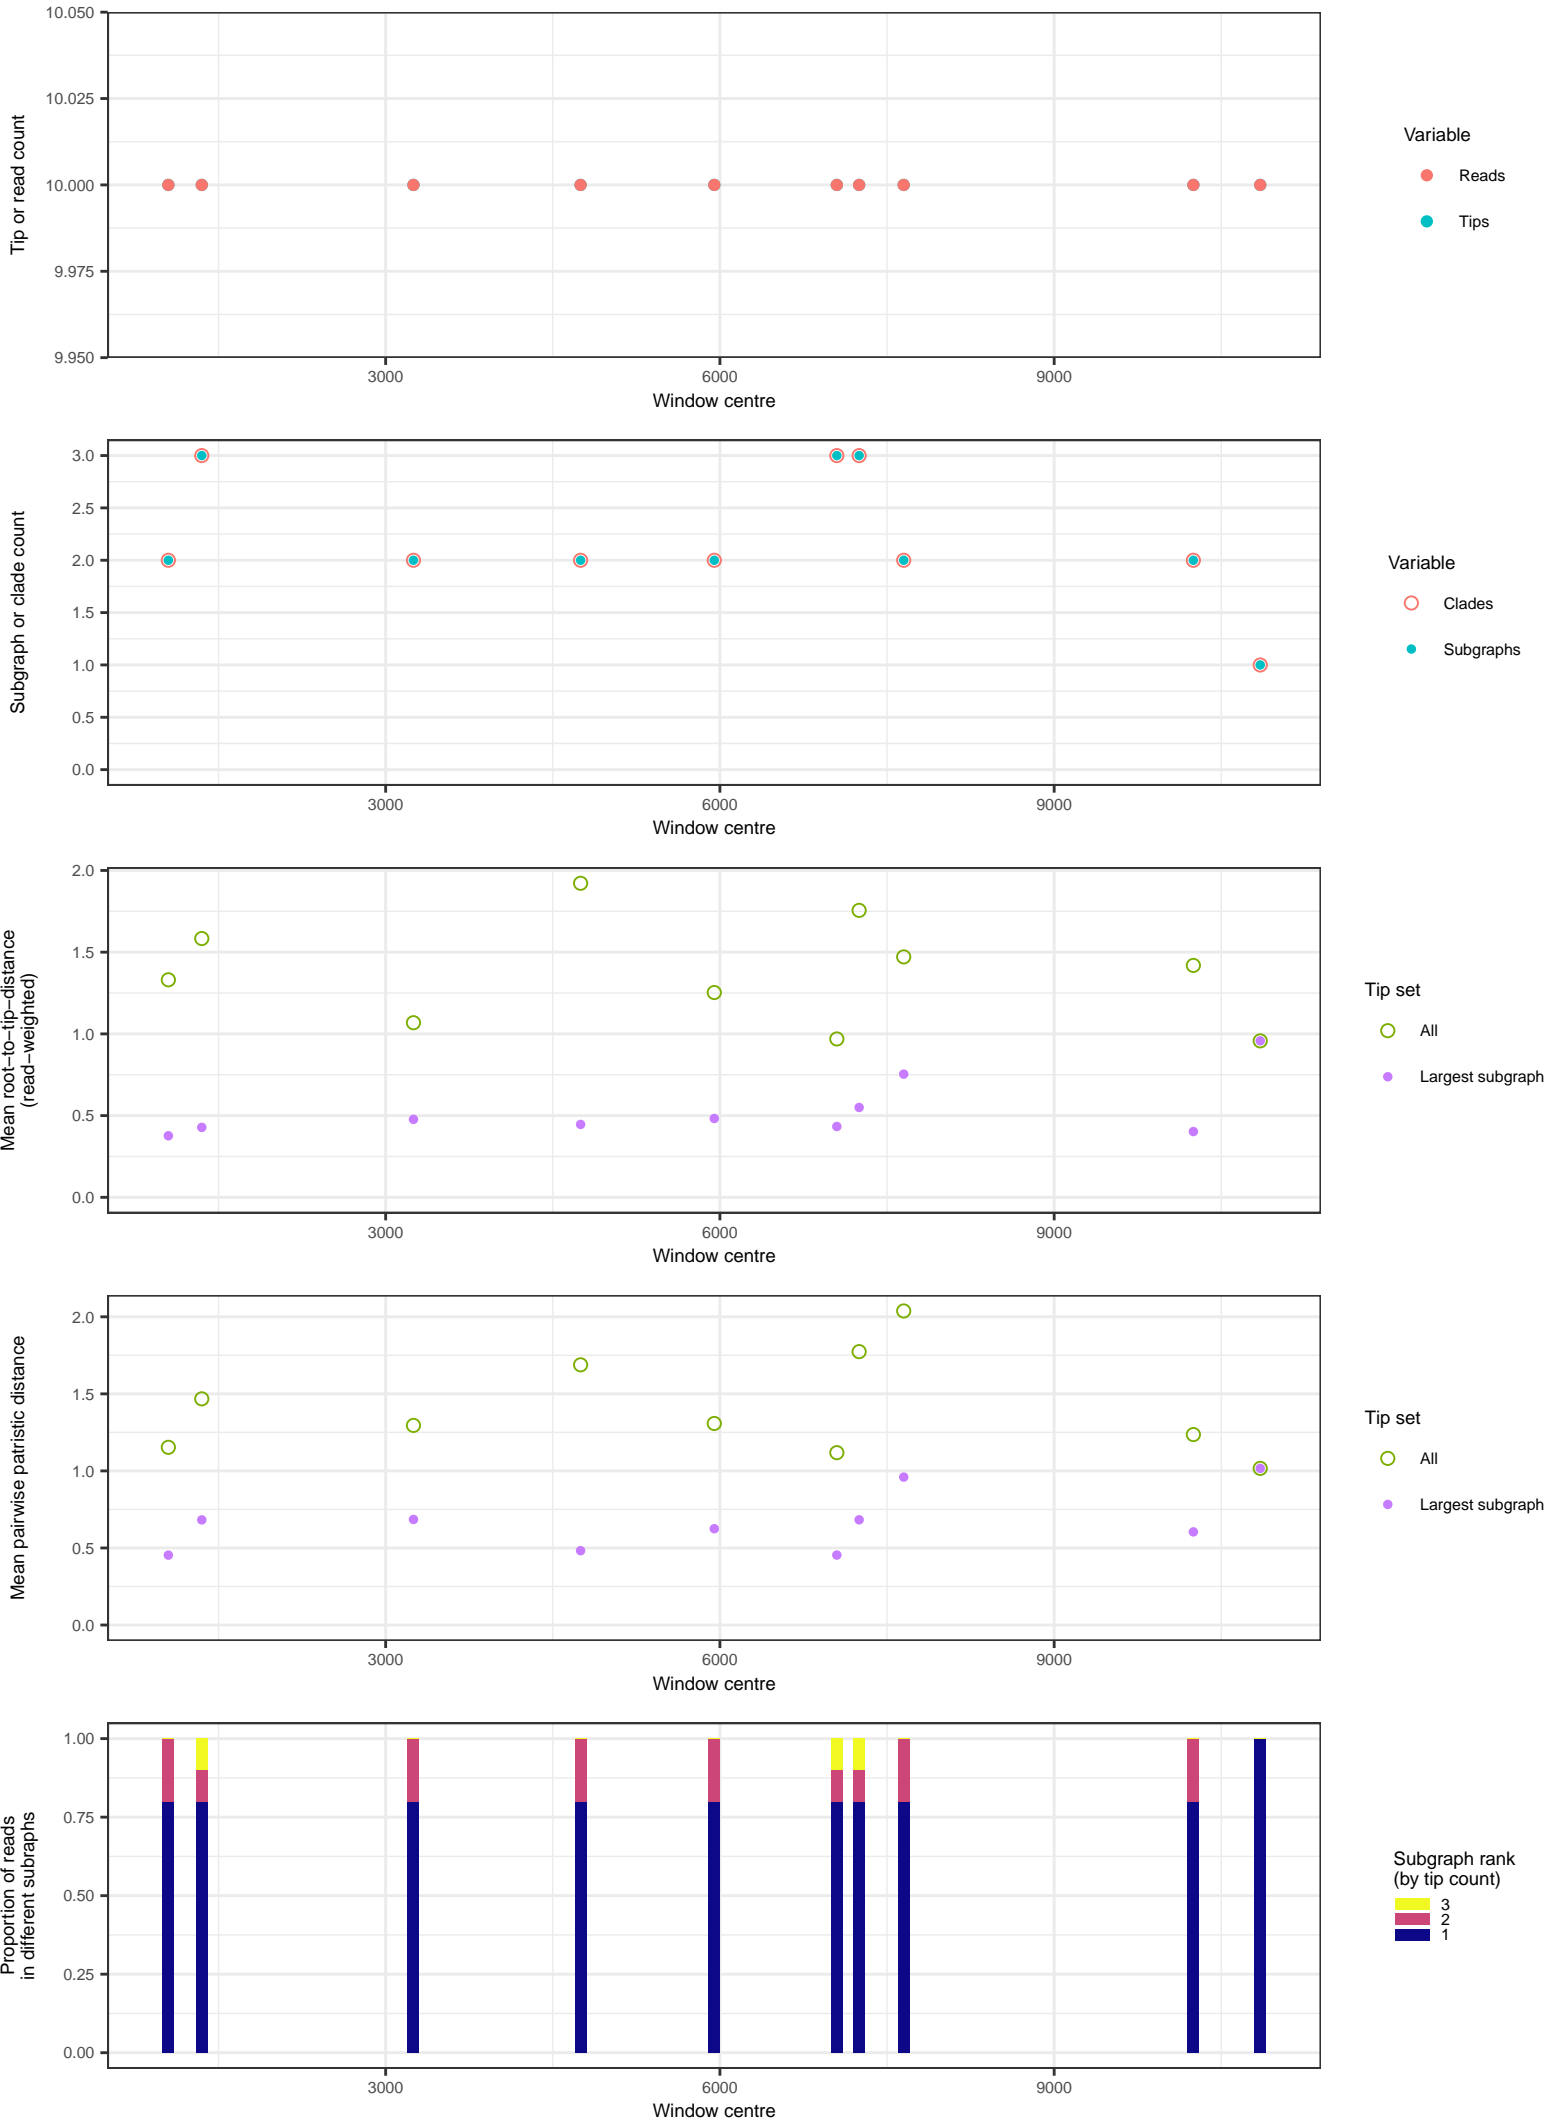 10.050
10.025
10.000
9.975
9.950
Tip or read count
3000
6000
9000
Window centre
Variable
Reads
Tips
3.0
2.5
2.0
1.5
1.0
0.5
0.0
Subgraph or clade count
3000
6000
9000
Window centre
Variable
Clades
Subgraphs
2.0
1.5
1.0
0.5
0.0
Mean root−to−tip−distance
(read−weighted)
3000
6000
9000
Window centre
Tip set
All
Largest subgraph
2.0
1.5
1.0
0.5
0.0
Mean pairwise patristic distance
3000
6000
9000
Window centre
Tip set
All
Largest subgraph
1.00
0.75
0.50
0.25
0.00
Proportion of reads
in different subraphs
3000
6000
9000
Window centre
Subgraph rank
(by tip count)
3
2
1